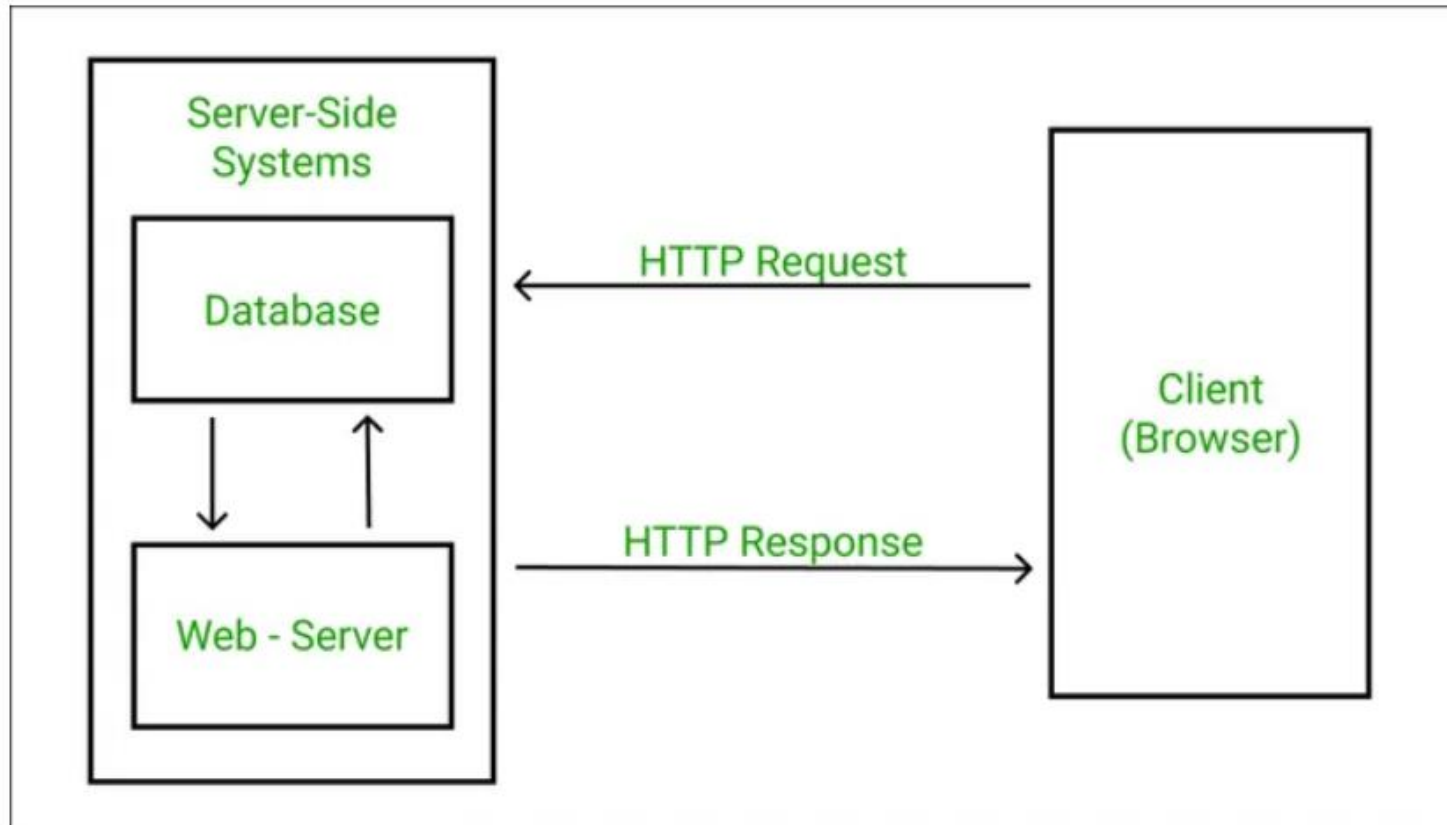 Server-Side
Systems
Database
Web - Server
HTTP Request
HTTP Response
Client
(Browser)